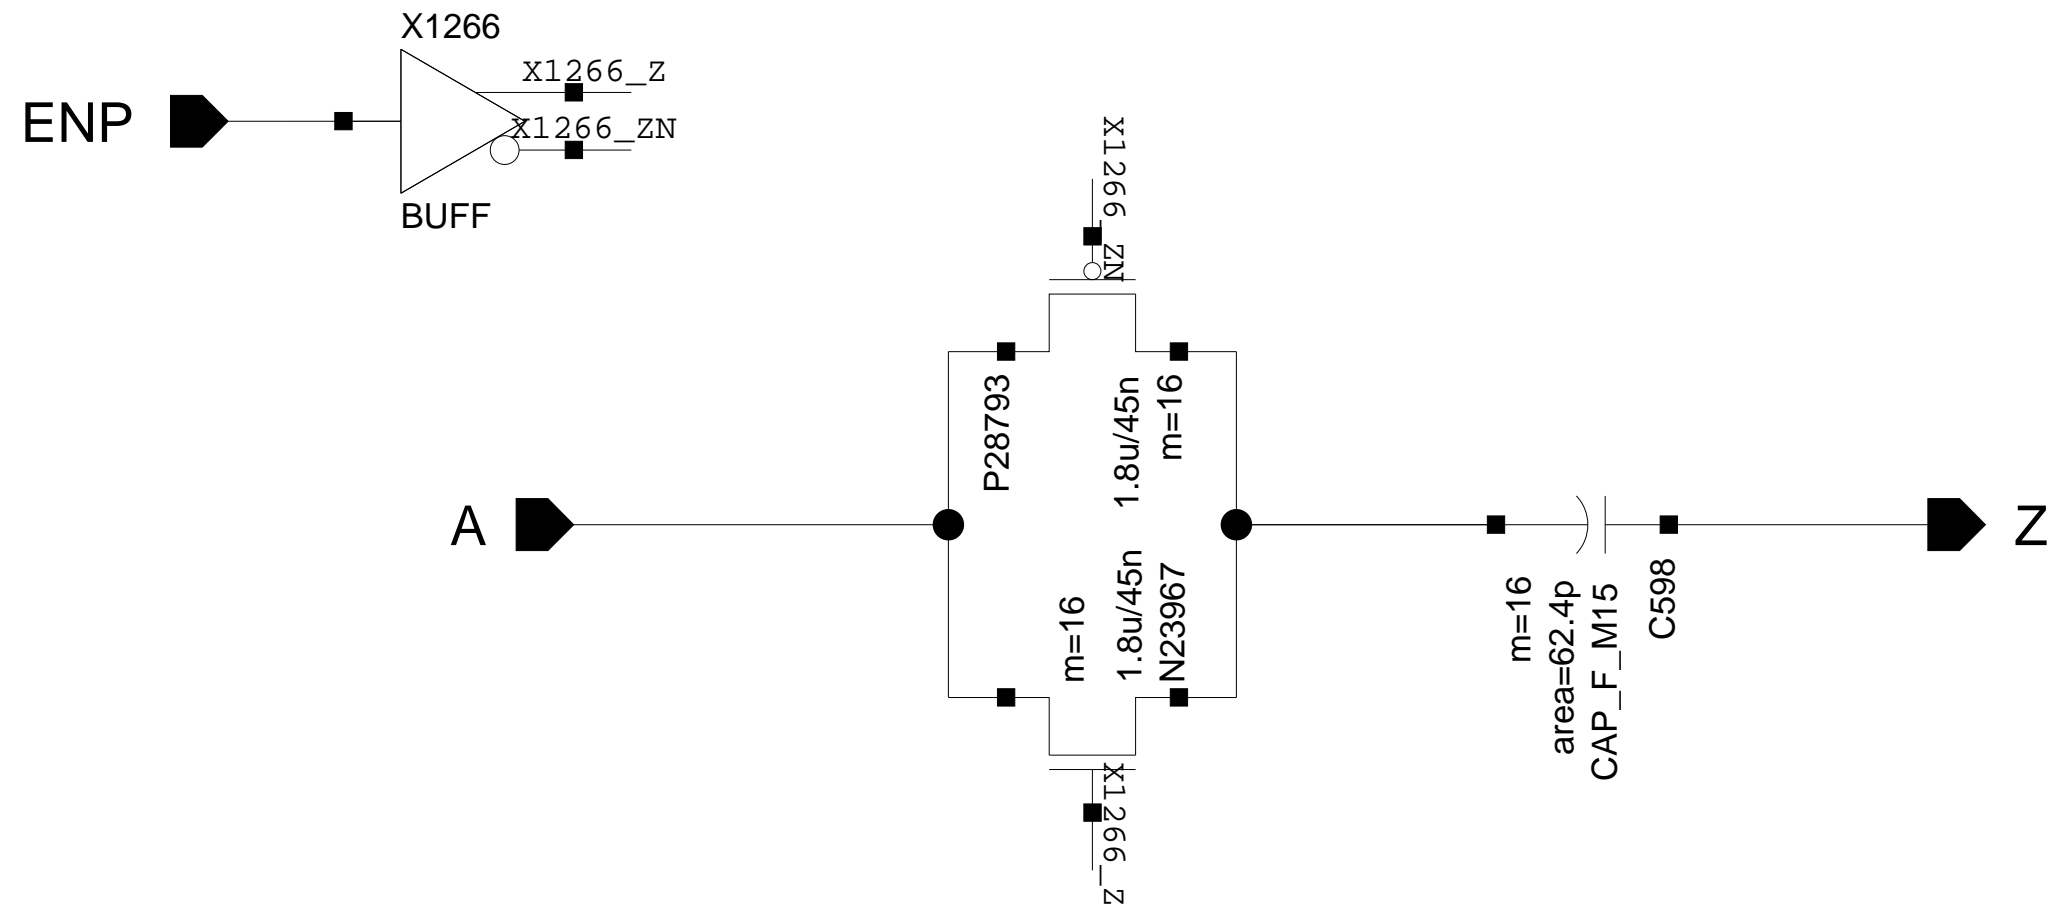 X1266
X1266_Z
ENP
X1266_ZN
BUFF
X1266_ZN
P28793
1.8u/45n
m=16
A
Z
m=16
1.8u/45n
N23967
m=16
area=62.4p
CAP_F_M15
C598
X1266_Z